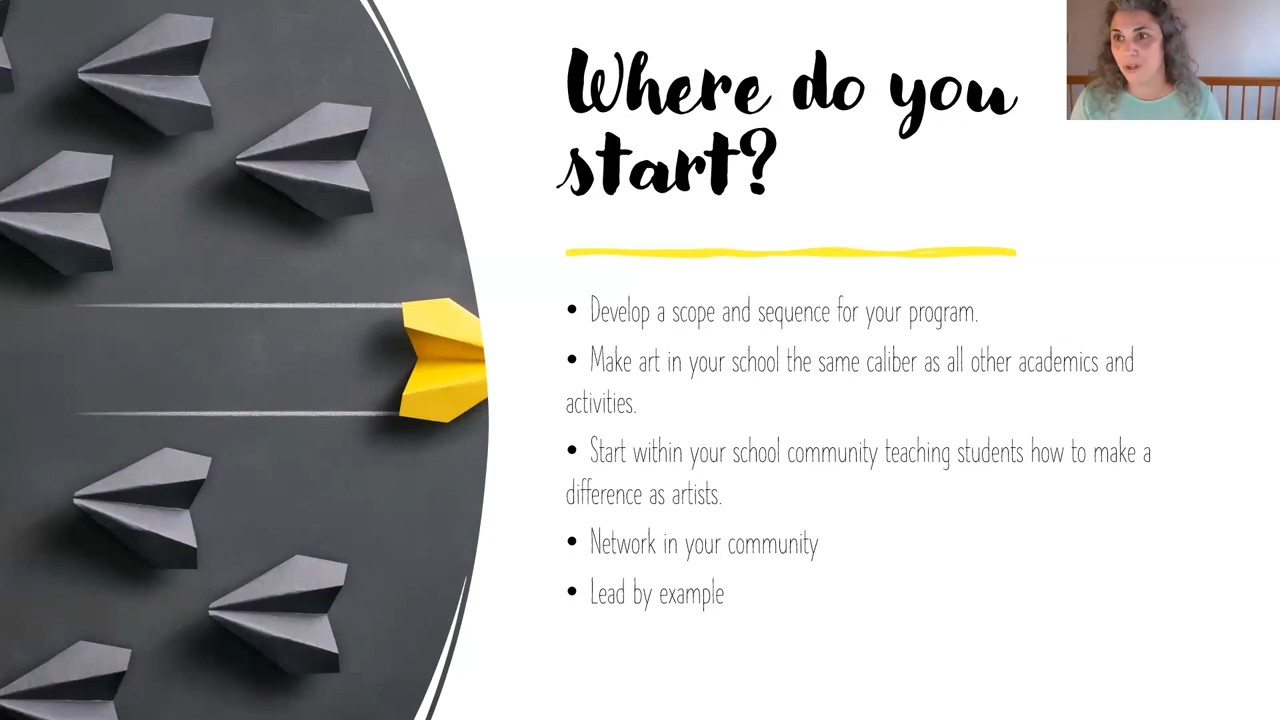 Where do you
start?
• Develop a scope and sequence for your program.
• Make art in your school the same caliber as all other academics and
activities.
• Start within your school community teaching students how to make a
difference as artists.
• Network in your community
• Lead by example